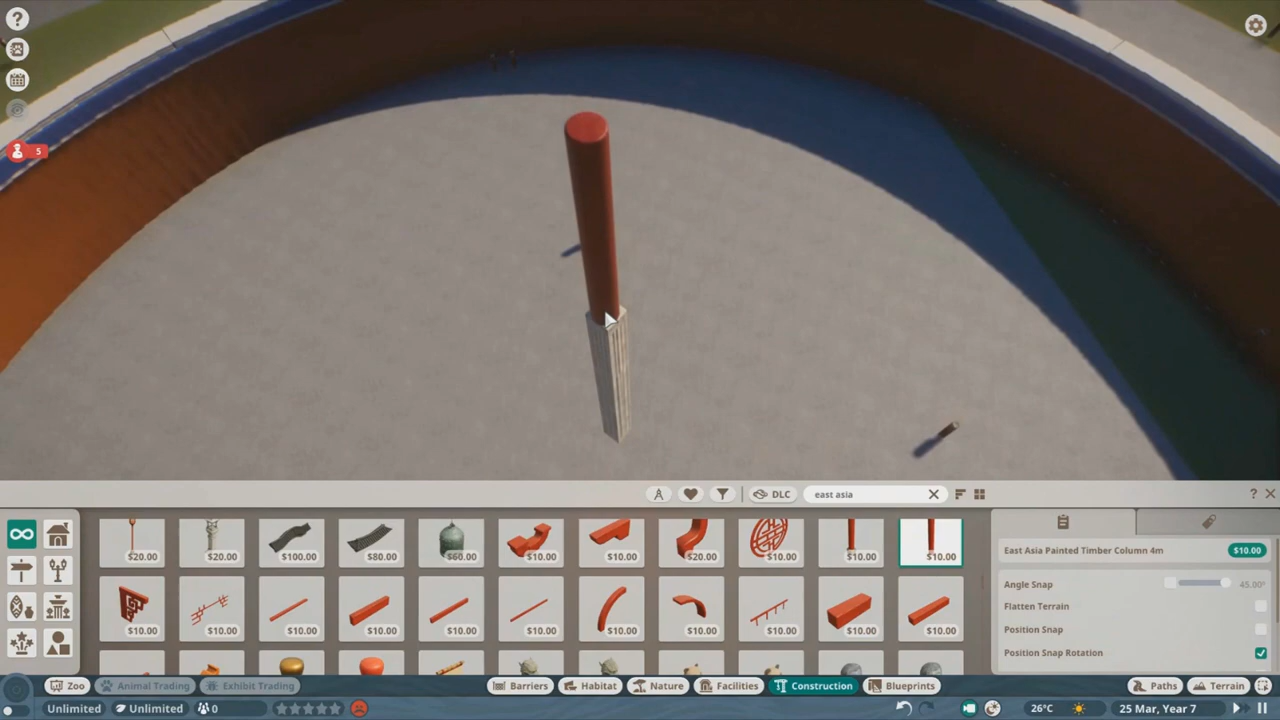 ?
5
DLC
east asia
?
$20.00
$20.00
$100.00
$80.00
$60.00
$10.00
$10.00
$20.00
$10.00
$10.00
$10.00
East Asia Painted Timber Column 4m
$10.00
Angle Snap
45.00°
Flatten Terrain
Position Snap
Position Snap Rotation
$10.00
$10.00
$10.00
$10.00
$10.00
$10.00
$10.00
$10.00
$10.00
$10.00
$10.00
Zoo
Animal Trading
Exhibit Trading
Barriers
Habitat
Nature
Facilities
Construction
Blueprints
Paths
Terrain
Unlimited
Unlimited
0
26°C
25 Mar, Year 7